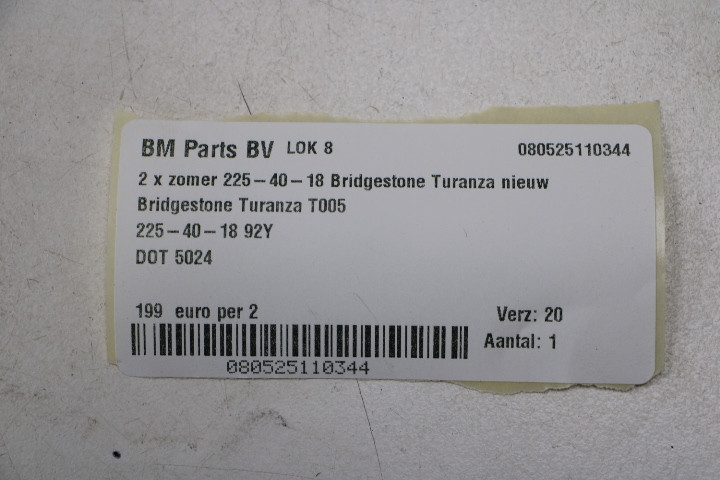 BM Parts BV LOK 8 080525110344
2 x zomer 225-40-18 Bridgestone Turanza nieuw
Bridgestone Turanza T005
225-40-18 92Y
DOT 5024
199 euro per 2 Verz: 20
Aantal: 1
080525110344